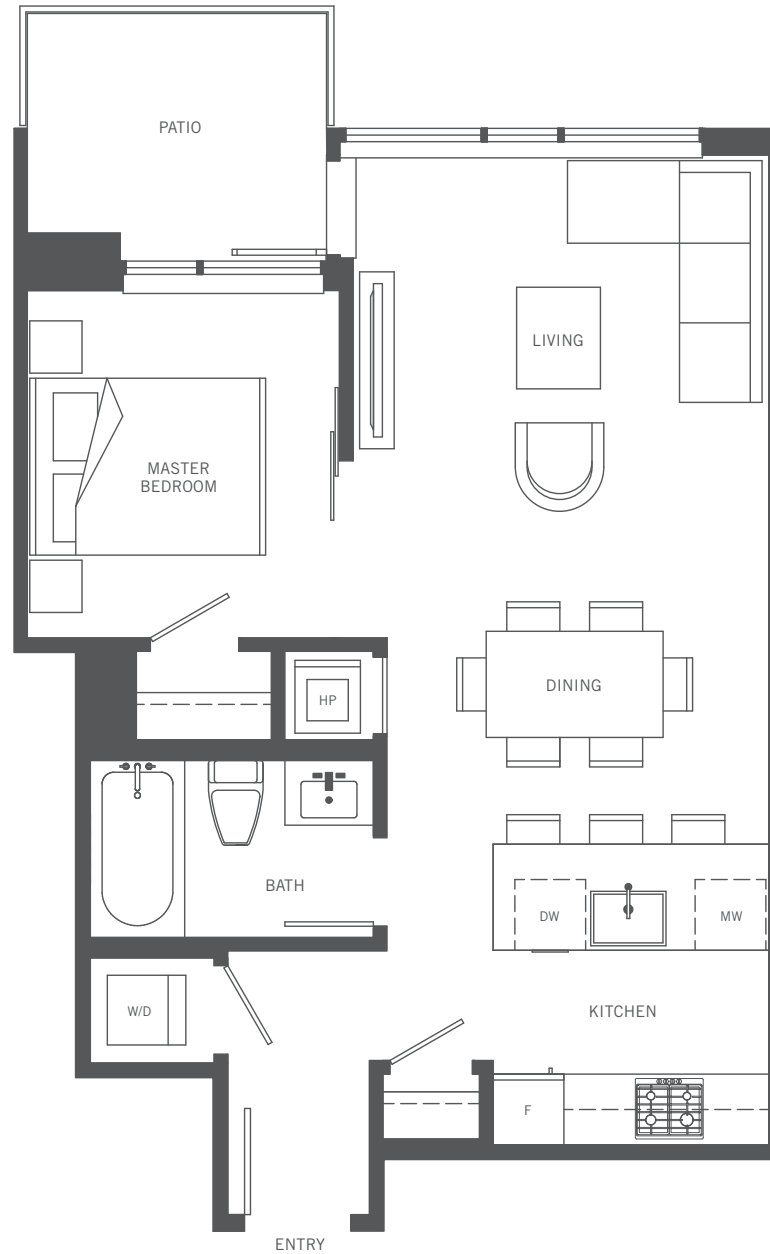 PATIO
LIVING
MASTER
BEDROOM
DINING
HP
BATH
DW
MW
W/D
KITCHEN
F
ENTRY